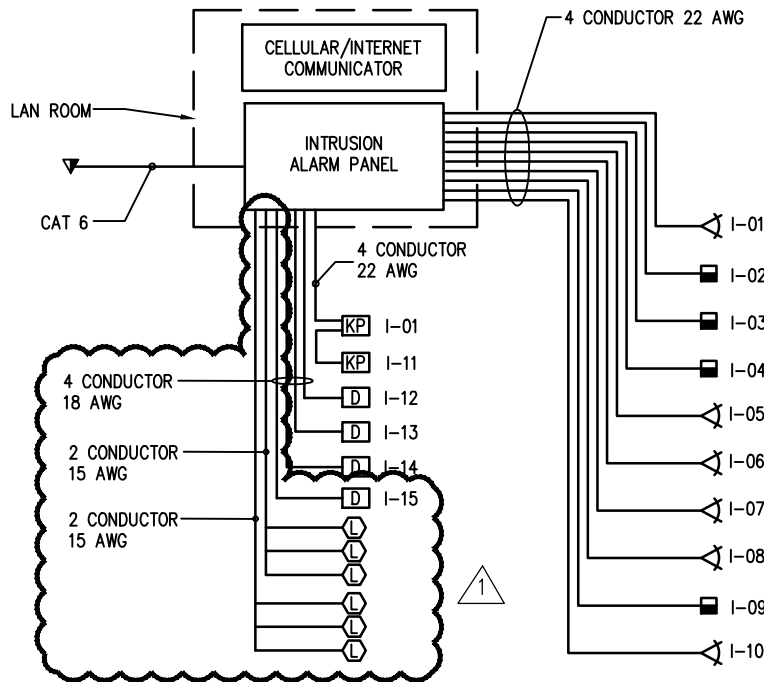 4 CONDUCTOR 22 AWG
CELLULAR/INTERNET
COMMUNICATOR
LAN ROOM
INTRUSION
ALARM PANEL
CAT 6
4 CONDUCTOR
22 AWG
I-01
I-02
I-03
I-04
I-05
I-06
I-07
I-08
I-09
I-10
KP I-01
KP I-11
D I-12
D I-13
D I-14
D I-15
4 CONDUCTOR
18 AWG
2 CONDUCTOR
15 AWG
2 CONDUCTOR
15 AWG
L
L
L
L
L
L
1